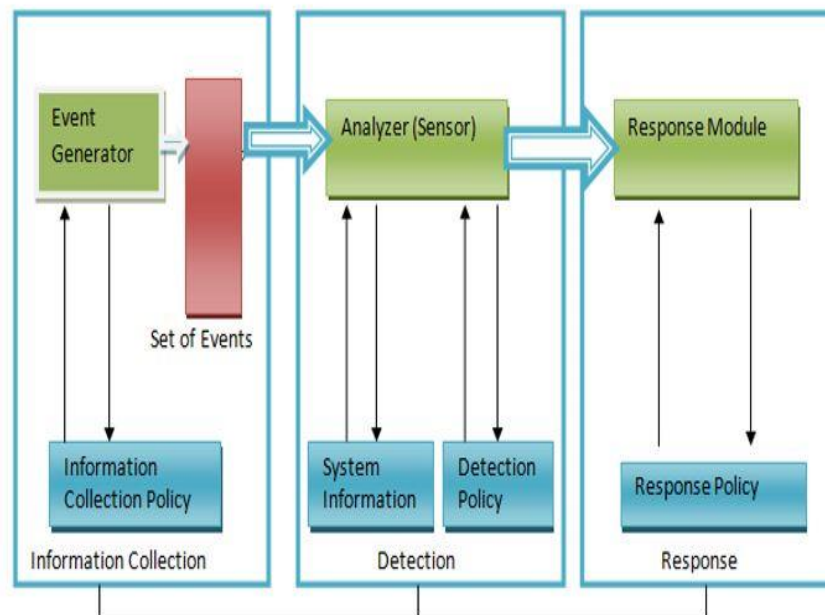 Event
Generator
Set of Events
Information
Collection Policy
Information Collection
Analyzer (Sensor)
System
Information
Detection
Policy
Detection
Response Module
Response Policy
Response